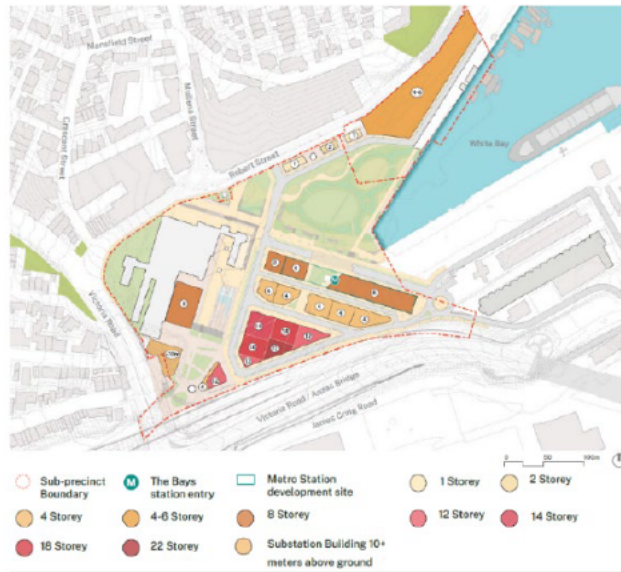 Mansfield Street
Mullens Street
Crescent Street
Robert Street
White Bay
M
Victoria Road
Victoria Road / Anzac Bridge
James Craig Road
0 50 100m
Sub-precinct
Boundary
M
The Bays
station entry
Metro Station
development site
1 Storey
2 Storey
4 Storey
4-6 Storey
8 Storey
12 Storey
14 Storey
18 Storey
22 Storey
Substation Building 10+
meters above ground